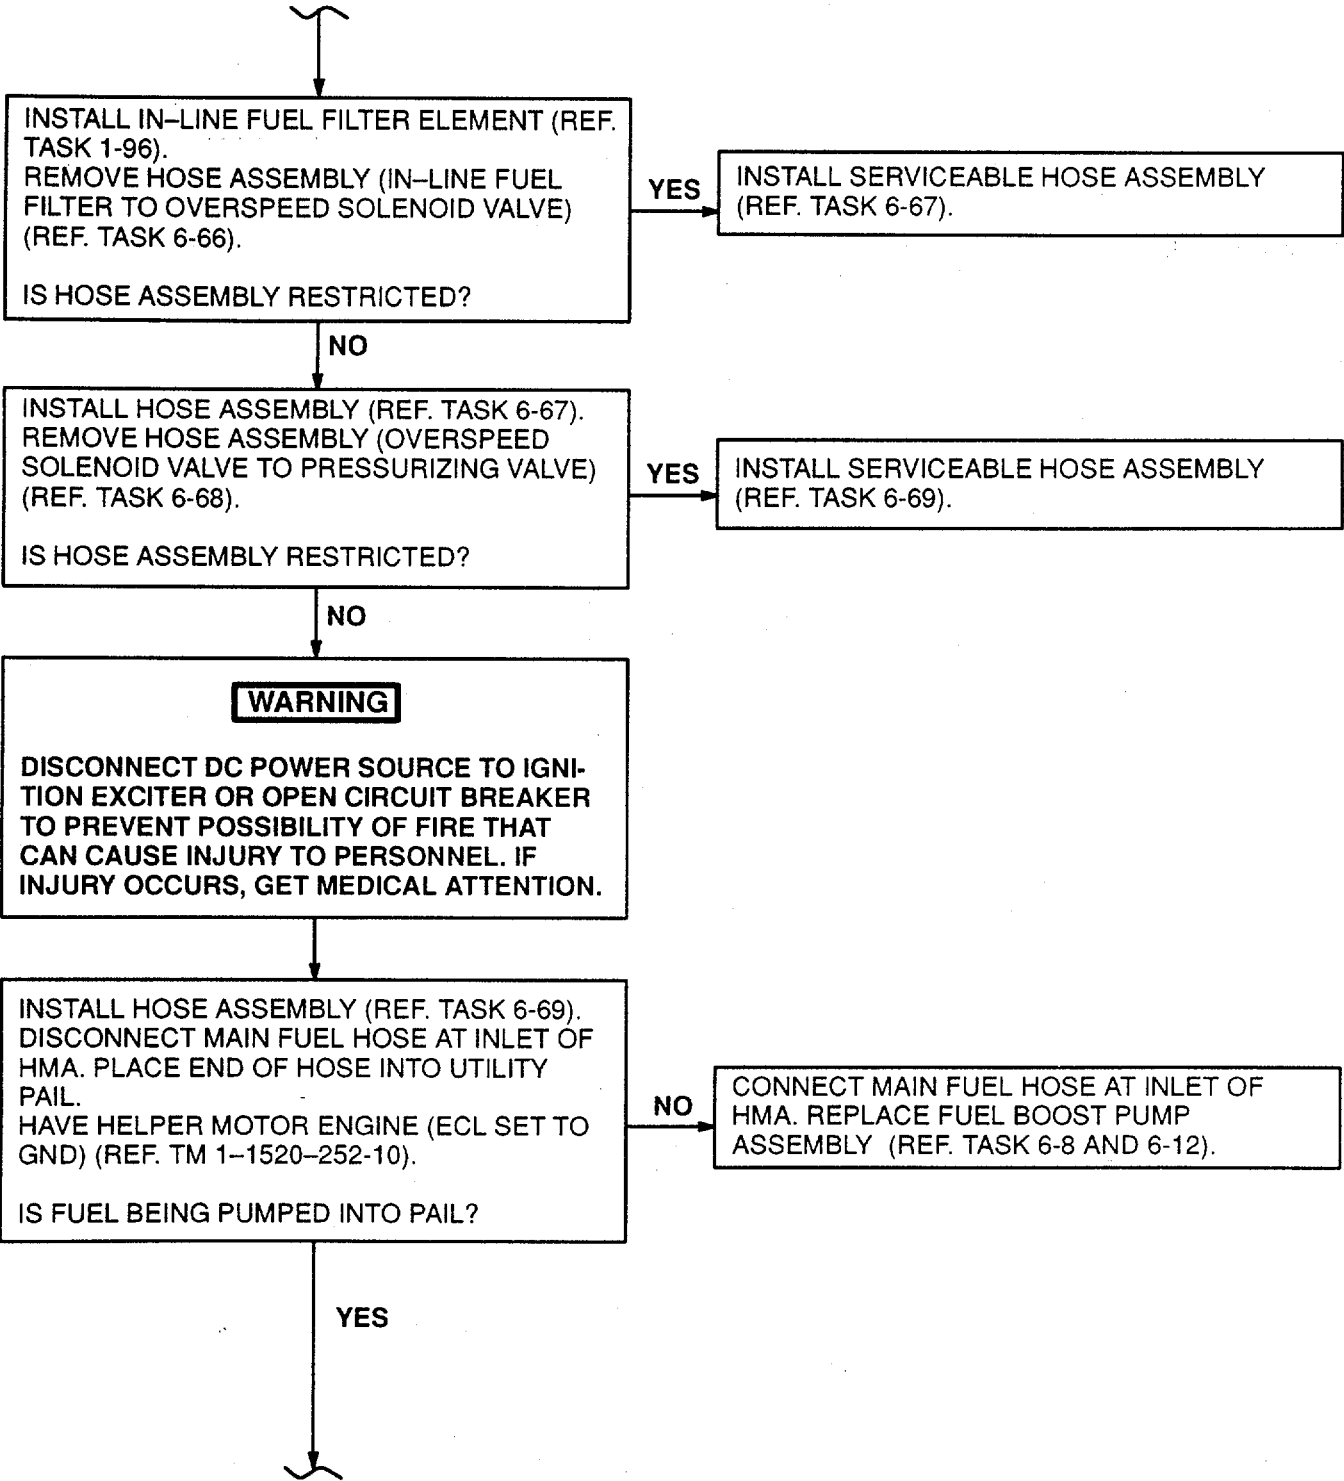 INSTALL IN–LINE FUEL FILTER ELEMENT (REF.
TASK 1-96).
REMOVE HOSE ASSEMBLY (IN–LINE FUEL
FILTER TO OVERSPEED SOLENOID VALVE)
(REF. TASK 6-66).
IS HOSE ASSEMBLY RESTRICTED?
YES
INSTALL SERVICEABLE HOSE ASSEMBLY
(REF. TASK 6-67).
NO
INSTALL HOSE ASSEMBLY (REF. TASK 6-67).
REMOVE HOSE ASSEMBLY (OVERSPEED
SOLENOID VALVE TO PRESSURIZING VALVE)
(REF. TASK 6-68).
IS HOSE ASSEMBLY RESTRICTED?
YES
INSTALL SERVICEABLE HOSE ASSEMBLY
(REF. TASK 6-69).
NO
WARNING
DISCONNECT DC POWER SOURCE TO IGNI-
TION EXCITER OR OPEN CIRCUIT BREAKER
TO PREVENT POSSIBILITY OF FIRE THAT
CAN CAUSE INJURY TO PERSONNEL. IF
INJURY OCCURS, GET MEDICAL ATTENTION.
INSTALL HOSE ASSEMBLY (REF. TASK 6-69).
DISCONNECT MAIN FUEL HOSE AT INLET OF
HMA. PLACE END OF HOSE INTO UTILITY
PAIL.
HAVE HELPER MOTOR ENGINE (ECL SET TO
GND) (REF. TM 1–1520–252-10).
IS FUEL BEING PUMPED INTO PAIL?
NO
CONNECT MAIN FUEL HOSE AT INLET OF
HMA. REPLACE FUEL BOOST PUMP
ASSEMBLY (REF. TASK 6-8 AND 6-12).
YES